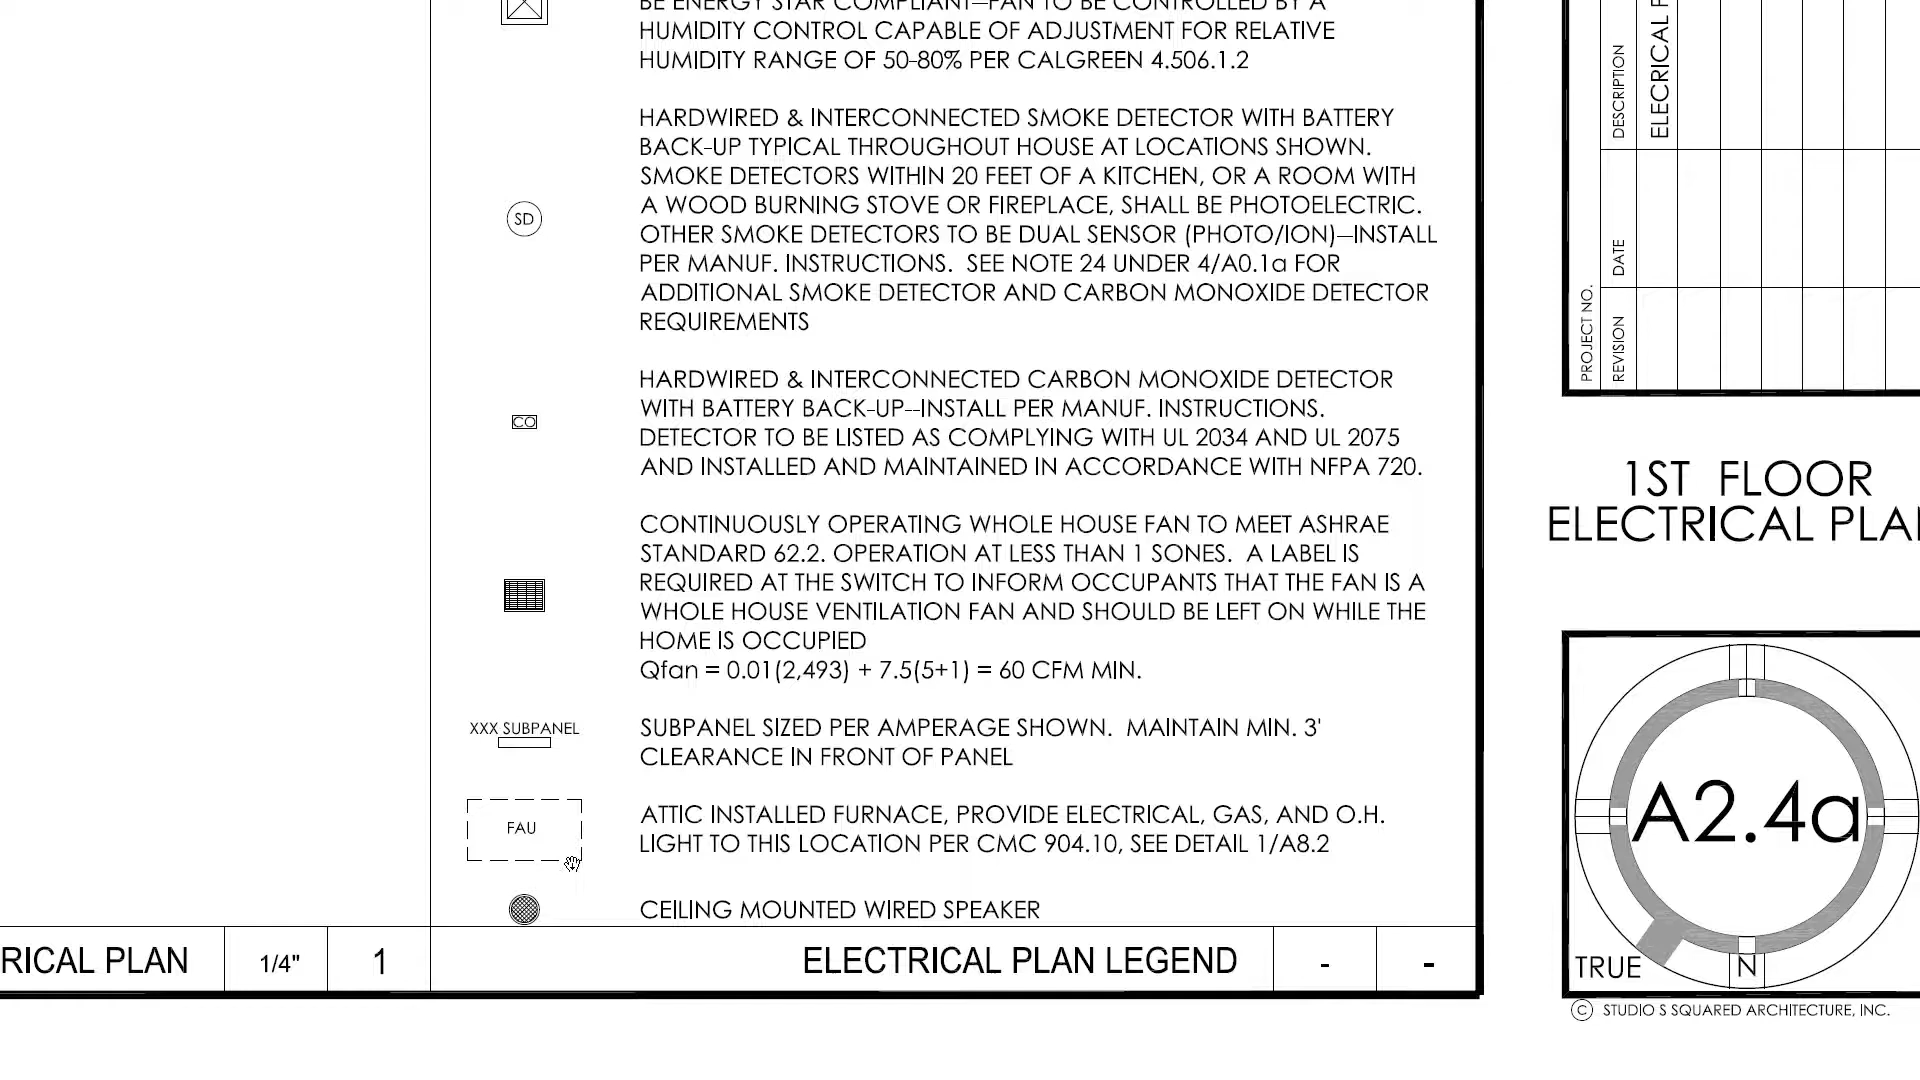 BE ENERGY STAR COMPLIANT—FAN TO BE CONTROLLED BY A
HUMIDITY CONTROL CAPABLE OF ADJUSTMENT FOR RELATIVE
HUMIDITY RANGE OF 50-80% PER CALGREEN 4.506.1.2
SD
HARDWIRED & INTERCONNECTED SMOKE DETECTOR WITH BATTERY
BACK-UP TYPICAL THROUGHOUT HOUSE AT LOCATIONS SHOWN.
SMOKE DETECTORS WITHIN 20 FEET OF A KITCHEN, OR A ROOM WITH
A WOOD BURNING STOVE OR FIREPLACE, SHALL BE PHOTOELECTRIC.
OTHER SMOKE DETECTORS TO BE DUAL SENSOR (PHOTO/ION)—INSTALL
PER MANUF. INSTRUCTIONS.  SEE NOTE 24 UNDER 4/A0.1a FOR
ADDITIONAL SMOKE DETECTOR AND CARBON MONOXIDE DETECTOR
REQUIREMENTS
CO
HARDWIRED & INTERCONNECTED CARBON MONOXIDE DETECTOR
WITH BATTERY BACK-UP--INSTALL PER MANUF. INSTRUCTIONS.
DETECTOR TO BE LISTED AS COMPLYING WITH UL 2034 AND UL 2075
AND INSTALLED AND MAINTAINED IN ACCORDANCE WITH NFPA 720.
CONTINUOUSLY OPERATING WHOLE HOUSE FAN TO MEET ASHRAE
STANDARD 62.2. OPERATION AT LESS THAN 1 SONES.  A LABEL IS
REQUIRED AT THE SWITCH TO INFORM OCCUPANTS THAT THE FAN IS A
WHOLE HOUSE VENTILATION FAN AND SHOULD BE LEFT ON WHILE THE
HOME IS OCCUPIED
Qfan = 0.01(2,493) + 7.5(5+1) = 60 CFM MIN.
XXX SUBPANEL
SUBPANEL SIZED PER AMPERAGE SHOWN.  MAINTAIN MIN. 3'
CLEARANCE IN FRONT OF PANEL
FAU
ATTIC INSTALLED FURNACE, PROVIDE ELECTRICAL, GAS, AND O.H.
LIGHT TO THIS LOCATION PER CMC 904.10, SEE DETAIL 1/A8.2
CEILING MOUNTED WIRED SPEAKER
RICAL PLAN
1/4"
1
ELECTRICAL PLAN LEGEND
-
-
PROJECT NO.
REVISION
DATE
DESCRIPTION
ELECRICAL
1ST  FLOOR
ELECTRICAL PLAN
A2.4a
TRUE
N
© STUDIO S SQUARED ARCHITECTURE, INC.